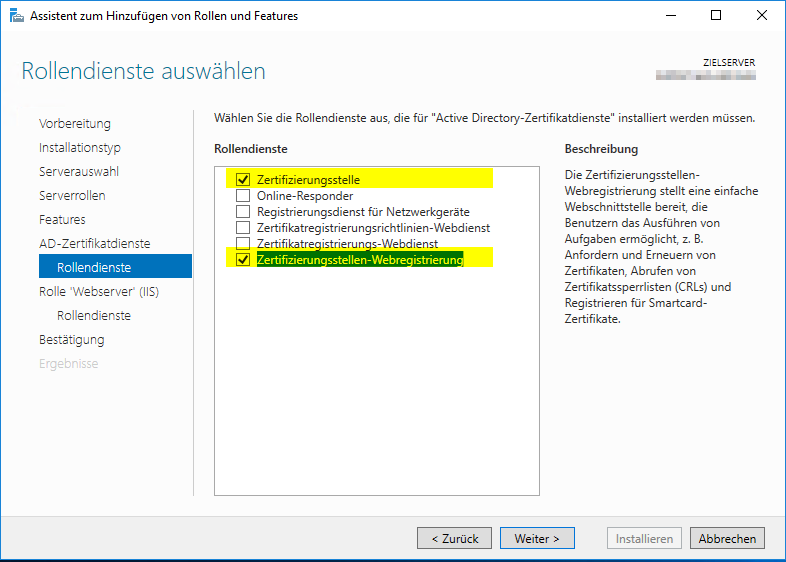 Assistent zum Hinzufügen von Rollen und Features
Rollendienste auswählen
ZIELSERVER
Vorbereitung
Installationstyp
Serverauswahl
Serverrollen
Features
AD-Zertifikatdienste
Rollendienste
Rolle 'Webserver' (IIS)
Rollendienste
Bestätigung
Ergebnisse
Wählen Sie die Rollendienste aus, die für "Active Directory-Zertifikatdienste" installiert werden müssen.
Rollendienste
Zertifizierungsstelle
Online-Responder
Registrierungsdienst für Netzwerkgeräte
Zertifikatregistrierungsrichtlinien-Webdienst
Zertifikatregistrierungs-Webdienst
Zertifizierungsstellen-Webregistrierung
Beschreibung
Die Zertifizierungsstellen-
Webregistrierung stellt eine einfache
Webschnittstelle bereit, die
Benutzern das Ausführen von
Aufgaben ermöglicht, z. B.
Anfordern und Erneuern von
Zertifikaten, Abrufen von
Zertifikatssperrlisten (CRLs) und
Registrieren für Smartcard-
Zertifikate.
< Zurück
Weiter >
Installieren
Abbrechen